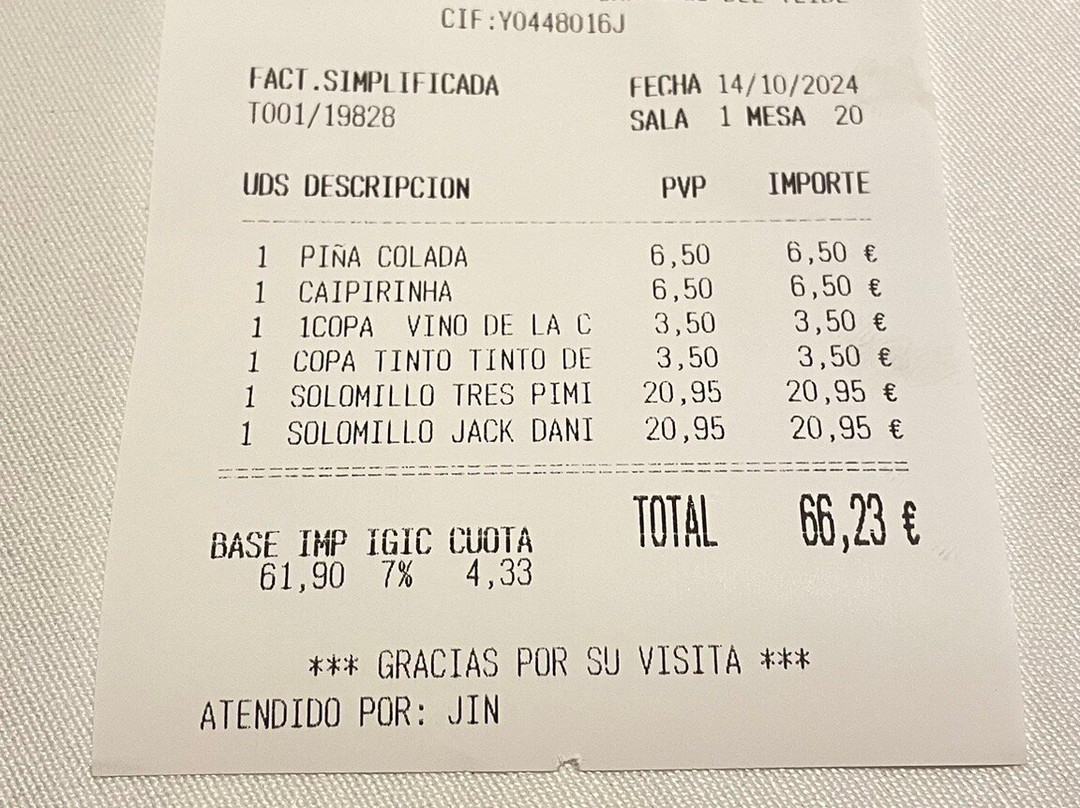 CIF:Y0448016J
FACT.SIMPLIFICADA FECHA 14/10/2024
T001/19828 SALA 1 MESA 20
UDS DESCRIPCION PVP IMPORTE
1 PIÑA COLADA 6,50 6,50 €
1 CAIPIRINHA 6,50 6,50 €
1 1COPA VINO DE LA C 3,50 3,50 €
1 COPA TINTO TINTO DE 3,50 3,50 €
1 SOLOMILLO TRES PIMI 20,95 20,95 €
1 SOLOMILLO JACK DANI 20,95 20,95 €
TOTAL 66,23 €
BASE IMP IGIC CUOTA
61,90 7% 4,33
*** GRACIAS POR SU VISITA ***
ATENDIDO POR: JIN